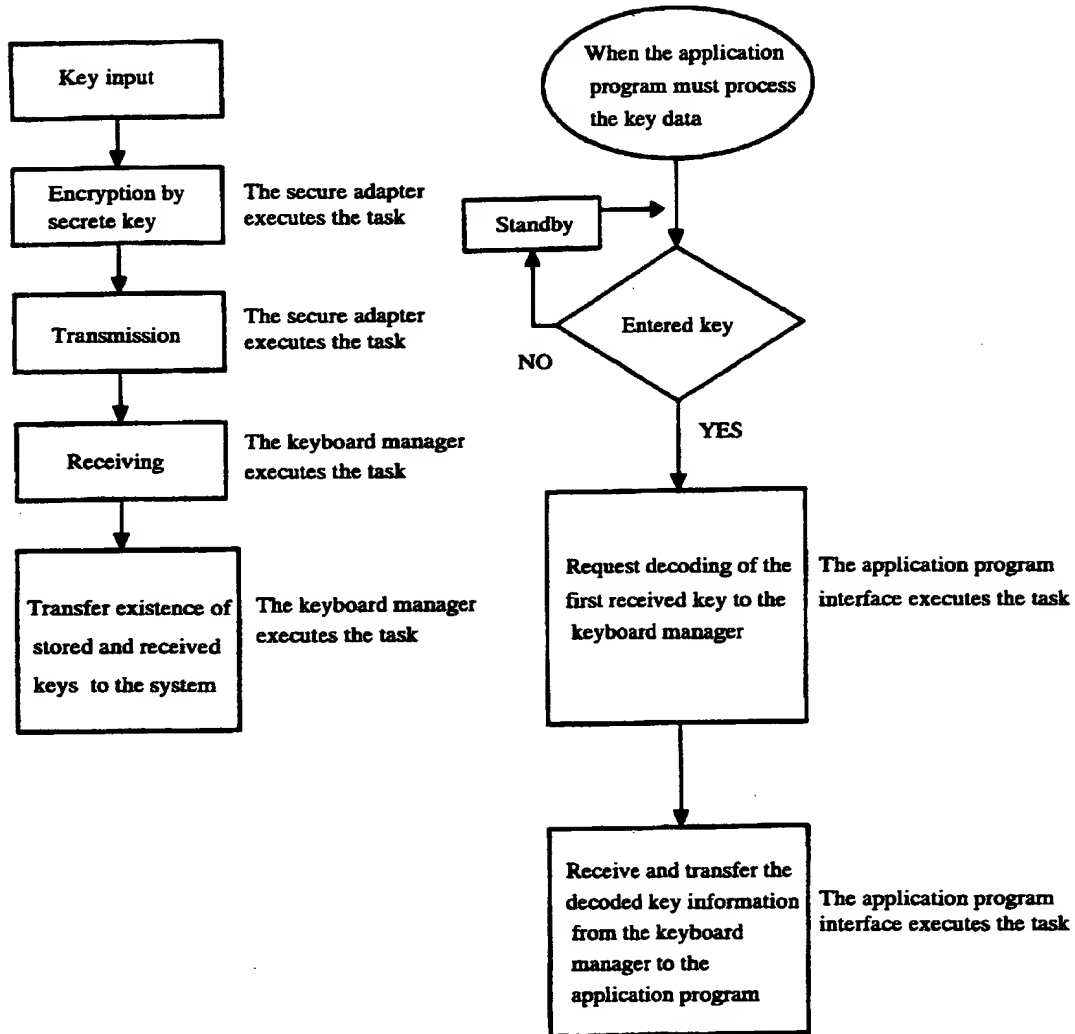 Key input
Encryption by
secrete key
The secure adapter
executes the task
Transmission
The secure adapter
executes the task
Receiving
The keyboard manager
executes the task
Transfer existence of
stored and received
keys to the system
The keyboard manager
executes the task
When the application
program must process
the key data
Standby
Entered key
NO
YES
Request decoding of the
first received key to the
keyboard manager
The application program
interface executes the task
Receive and transfer the
decoded key information
from the keyboard
manager to the
application program
The application program
interface executes the task